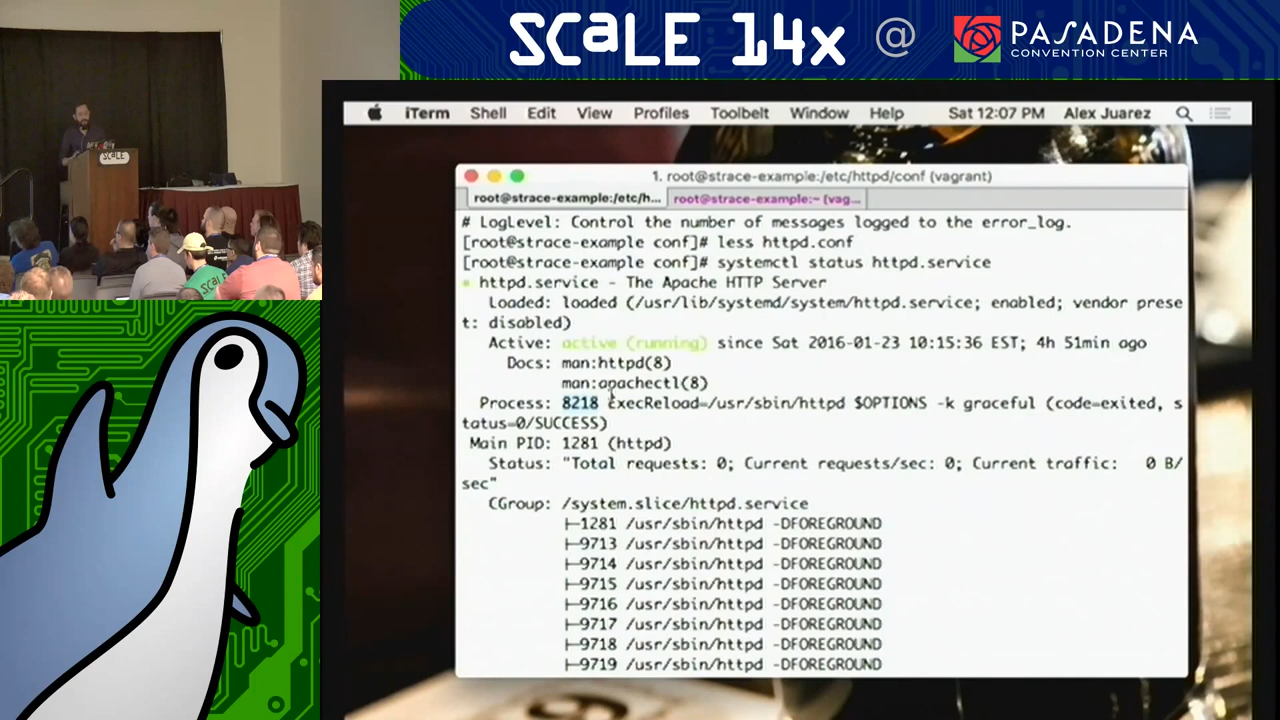 SCaLE 14x @ PASADENA
CONVENTION CENTER
SCALE
iTerm Shell Edit View Profiles Toolbelt Window Help Sat 12:07 PM Alex Juarez
1. root@strace-example:/etc/httpd/conf (vagrant)
root@strace-example:/etc/h... root@strace-example:~ (vag...
# LogLevel: Control the number of messages logged to the error_log.
[root@strace-example conf]# less httpd.conf
[root@strace-example conf]# systemctl status httpd.service
● httpd.service - The Apache HTTP Server
Loaded: loaded (/usr/lib/systemd/system/httpd.service; enabled; vendor prese
t: disabled)
Active: active (running) since Sat 2016-01-23 10:15:36 EST; 4h 51min ago
Docs: man:httpd(8)
man:apachectl(8)
Process: 8218 ExecReload=/usr/sbin/httpd $OPTIONS -k graceful (code=exited, s
tatus=0/SUCCESS)
Main PID: 1281 (httpd)
Status: "Total requests: 0; Current requests/sec: 0; Current traffic:   0 B/
sec"
CGroup: /system.slice/httpd.service
├─1281 /usr/sbin/httpd -DFOREGROUND
├─9713 /usr/sbin/httpd -DFOREGROUND
├─9714 /usr/sbin/httpd -DFOREGROUND
├─9715 /usr/sbin/httpd -DFOREGROUND
├─9716 /usr/sbin/httpd -DFOREGROUND
├─9717 /usr/sbin/httpd -DFOREGROUND
├─9718 /usr/sbin/httpd -DFOREGROUND
├─9719 /usr/sbin/httpd -DFOREGROUND